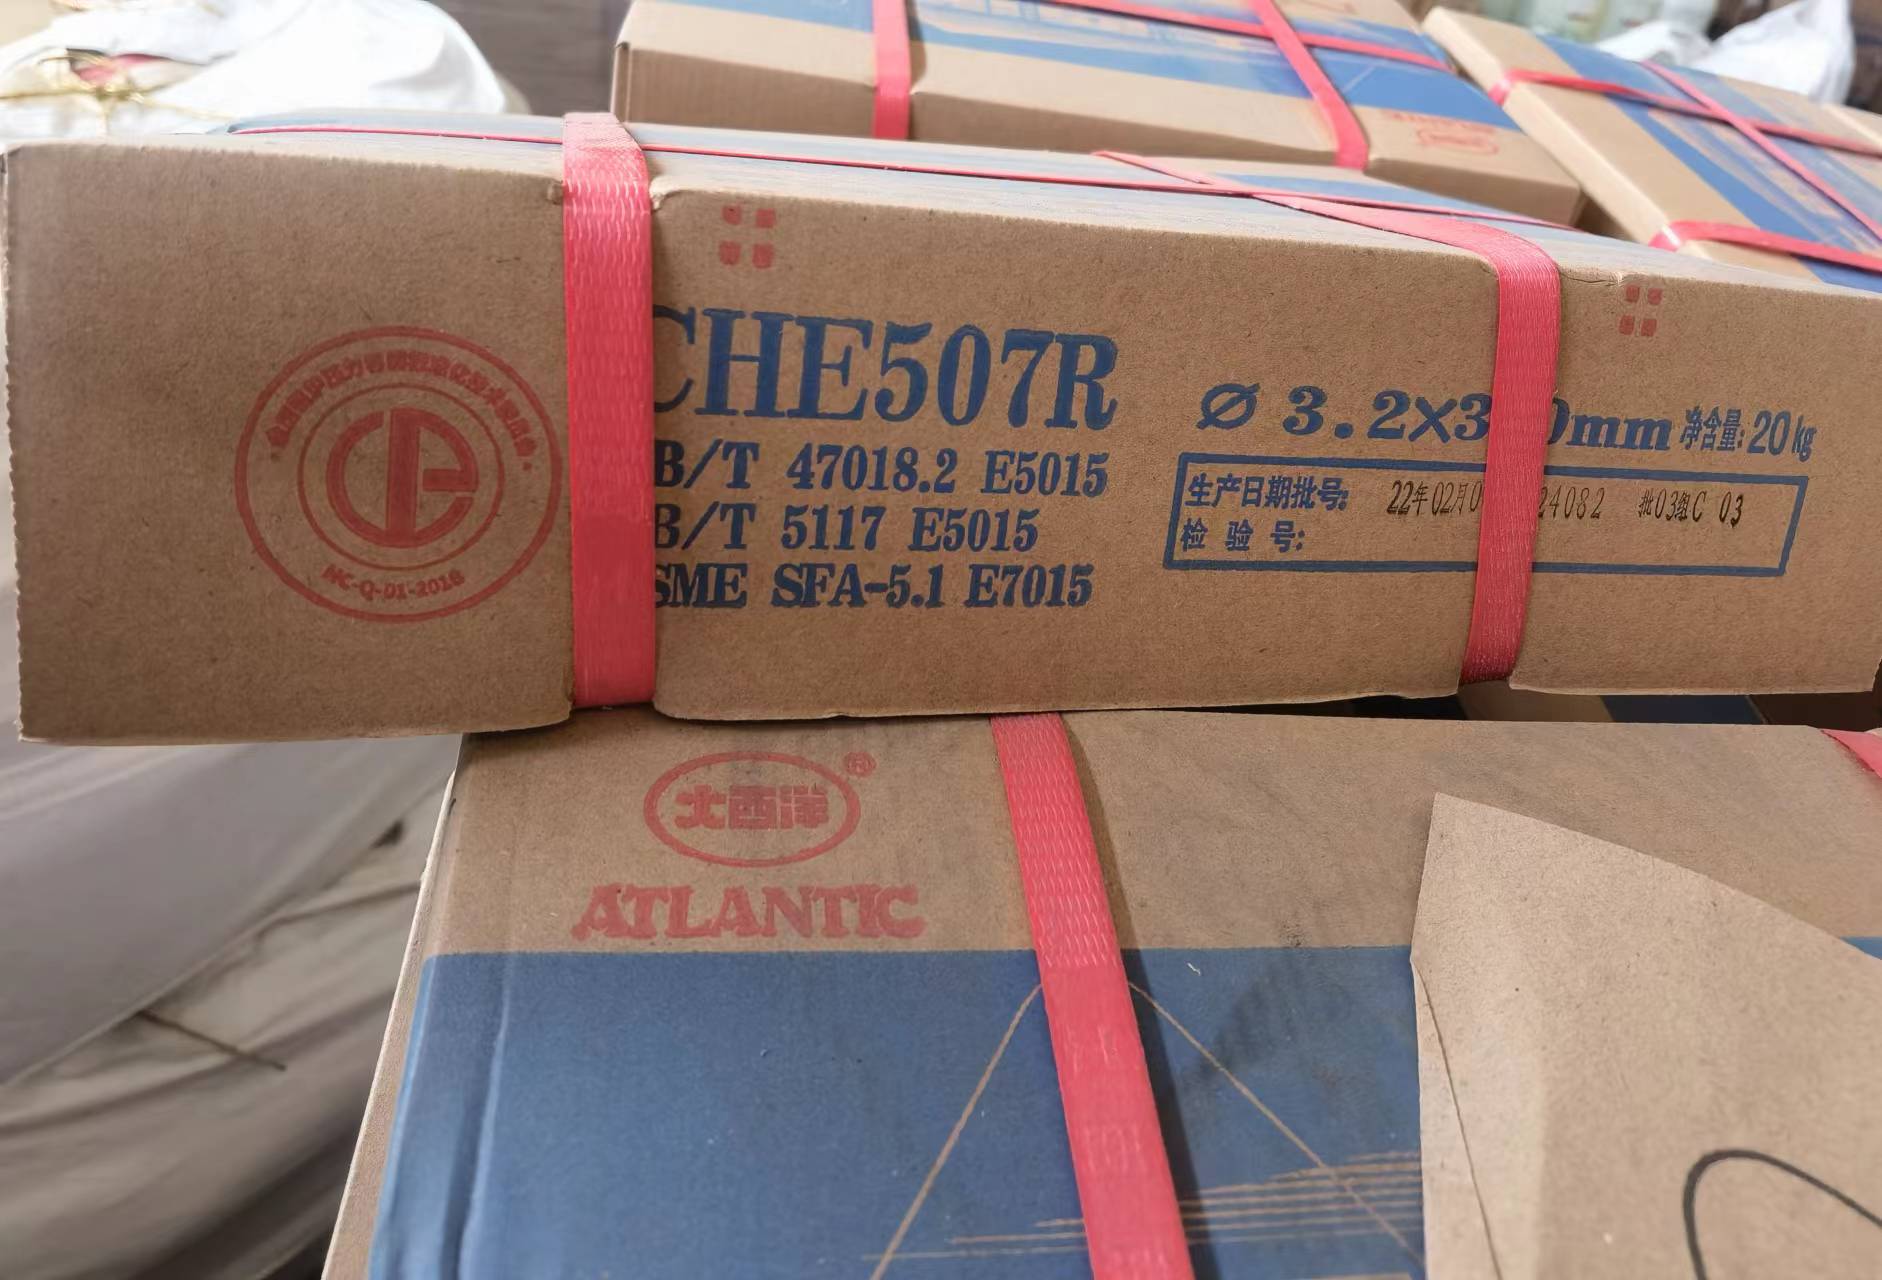 CHE507R
B/T 47018.2 E5015
B/T 5117 E5015
SME SFA-5.1 E7015
NC-Q-01-2016
Ø 3.2×3 0mm 净含量:20kg
生产日期批号: 22年02月0 24082 批03组C 03
检 验 号:
大西洋®
ATLANTIC